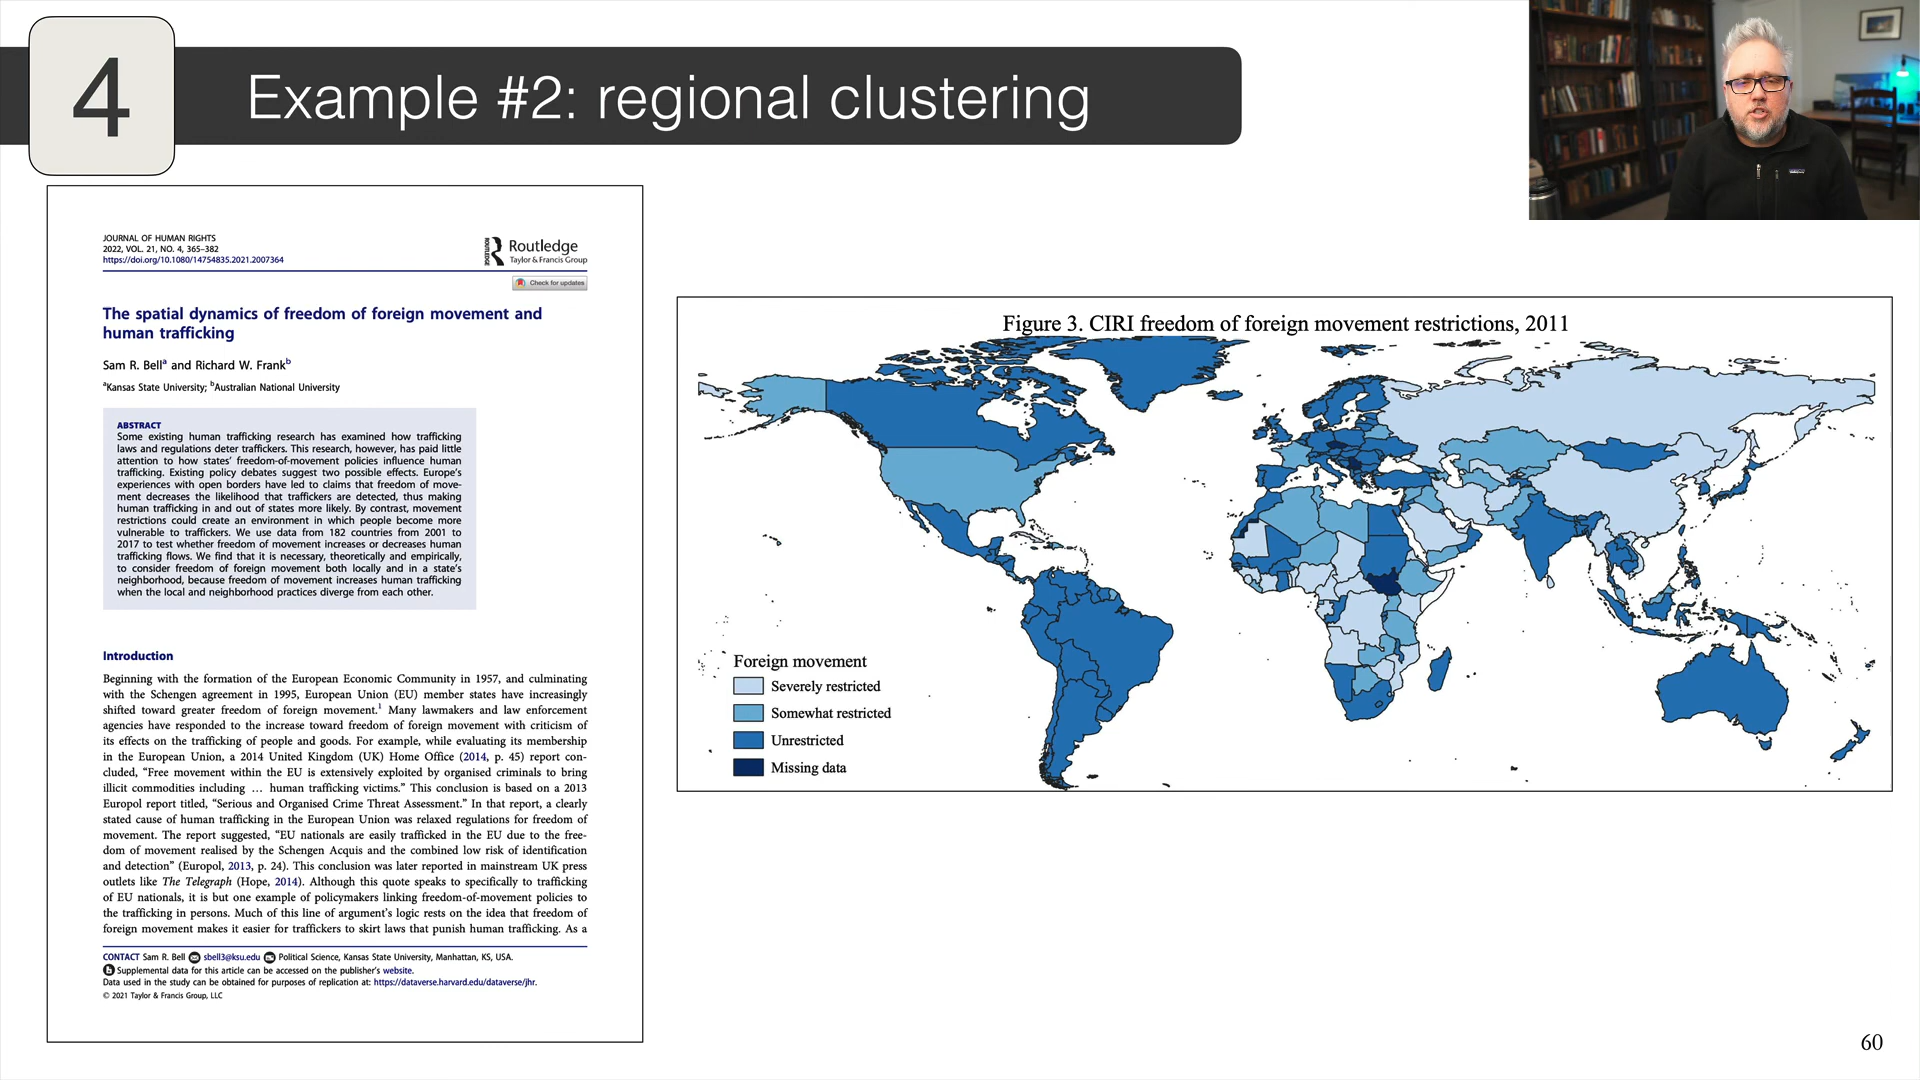 4
Example #2: regional clustering
JOURNAL OF HUMAN RIGHTS
2022, VOL. 21, NO. 4, 365–382
https://doi.org/10.1080/14754835.2021.2007364
ROUTLEDGE
Routledge
Taylor & Francis Group
Check for updates
The spatial dynamics of freedom of foreign movement and
human trafficking
Sam R. Bellᵃ and Richard W. Frankᵇ
ᵃKansas State University; ᵇAustralian National University
ABSTRACT
Some existing human trafficking research has examined how trafficking
laws and regulations deter traffickers. This research, however, has paid little
attention to how states’ freedom-of-movement policies influence human
trafficking. Existing policy debates suggest two possible effects. Europe’s
experiences with open borders have led to claims that freedom of move-
ment decreases the likelihood that traffickers are detected, thus making
human trafficking in and out of states more likely. By contrast, movement
restrictions could create an environment in which people become more
vulnerable to traffickers. We use data from 182 countries from 2001 to
2017 to test whether freedom of movement increases or decreases human
trafficking flows. We find that it is necessary, theoretically and empirically,
to consider freedom of foreign movement both locally and in a state’s
neighborhood, because freedom of movement increases human trafficking
when the local and neighborhood practices diverge from each other.
Introduction
Beginning with the formation of the European Economic Community in 1957, and culminating
with the Schengen agreement in 1995, European Union (EU) member states have increasingly
shifted toward greater freedom of foreign movement.¹ Many lawmakers and law enforcement
agencies have responded to the increase toward freedom of foreign movement with criticism of
its effects on the trafficking of people and goods. For example, while evaluating its membership
in the European Union, a 2014 United Kingdom (UK) Home Office (2014, p. 45) report con-
cluded, “Free movement within the EU is extensively exploited by organised criminals to bring
illicit commodities including … human trafficking victims.” This conclusion is based on a 2013
Europol report titled, “Serious and Organised Crime Threat Assessment.” In that report, a clearly
stated cause of human trafficking in the European Union was relaxed regulations for freedom of
movement. The report suggested, “EU nationals are easily trafficked in the EU due to the free-
dom of movement realised by the Schengen Acquis and the combined low risk of identification
and detection” (Europol, 2013, p. 24). This conclusion was later reported in mainstream UK press
outlets like The Telegraph (Hope, 2014). Although this quote speaks to specifically to trafficking
of EU nationals, it is but one example of policymakers linking freedom-of-movement policies to
the trafficking in persons. Much of this line of argument’s logic rests on the idea that freedom of
foreign movement makes it easier for traffickers to skirt laws that punish human trafficking. As a
CONTACT Sam R. Bell sbell3@ksu.edu Political Science, Kansas State University, Manhattan, KS, USA.
Supplemental data for this article can be accessed on the publisher’s website.
Data used in the study can be obtained for purposes of replication at: https://dataverse.harvard.edu/dataverse/jhr.
© 2021 Taylor & Francis Group, LLC
Figure 3. CIRI freedom of foreign movement restrictions, 2011
Foreign movement
Severely restricted
Somewhat restricted
Unrestricted
Missing data
60